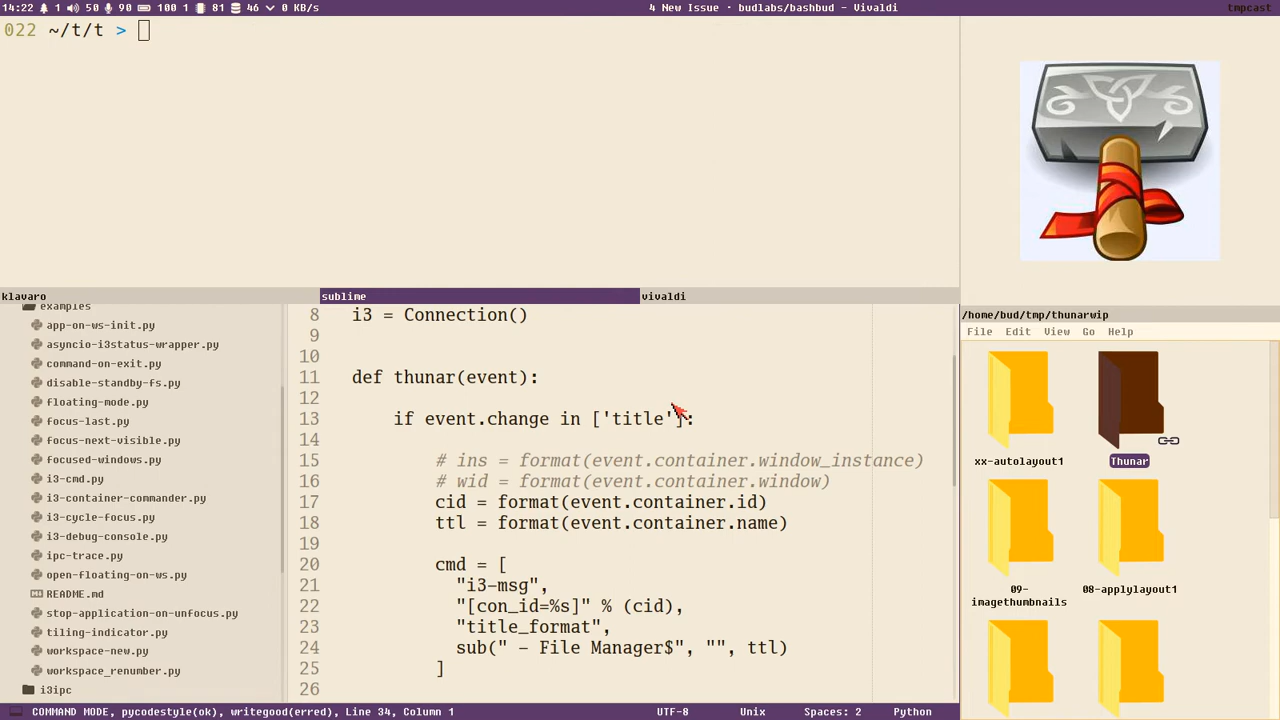 14:22 1 50 90 100 1 81 46 0 KB/s
4 New Issue · budlabs/bashbud - Vivaldi
tmpcast
022 ~/t/t >
klavaro
sublime
vivaldi
examples
app-on-ws-init.py
asyncio-i3status-wrapper.py
command-on-exit.py
disable-standby-fs.py
floating-mode.py
focus-last.py
focus-next-visible.py
focused-windows.py
i3-cmd.py
i3-container-commander.py
i3-cycle-focus.py
i3-debug-console.py
ipc-trace.py
open-floating-on-ws.py
README.md
stop-application-on-unfocus.py
tiling-indicator.py
workspace-new.py
workspace_renumber.py
i3ipc
8 i3 = Connection()
9
10
11 def thunar(event):
12
13 if event.change in ['title']:
14
15 # ins = format(event.container.window_instance)
16 # wid = format(event.container.window)
17 cid = format(event.container.id)
18 ttl = format(event.container.name)
19
20 cmd = [
21 "i3-msg",
22 "[con_id=%s]" % (cid),
23 "title_format",
24 sub(" - File Manager$", "", ttl)
25 ]
26
/home/bud/tmp/thunarwip
File Edit View Go Help
xx-autolayout1
Thunar
09-
imagethumbnails
08-applylayout1
COMMAND MODE, pycodestyle(ok), writegood(erred), Line 34, Column 1
UTF-8
Unix
Spaces: 2
Python